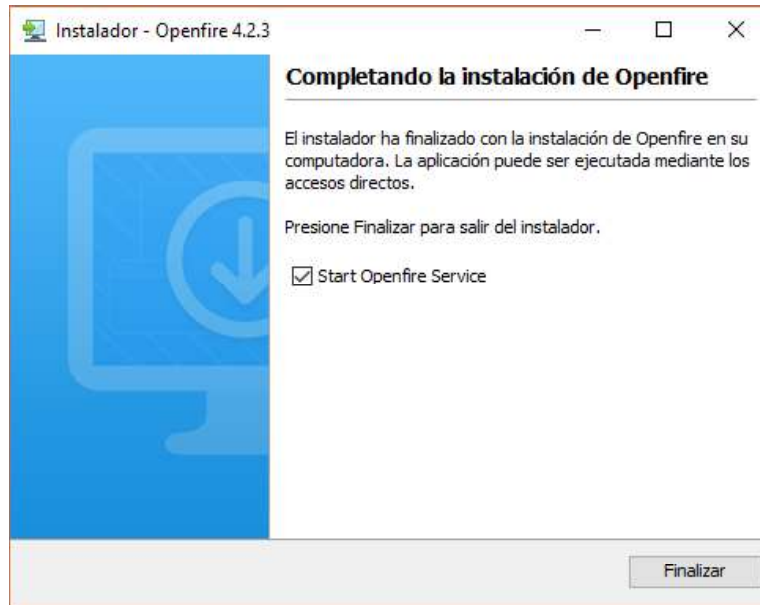 Instalador - Openfire 4.2.3
Completando la instalación de Openfire
El instalador ha finalizado con la instalación de Openfire en su
computadora. La aplicación puede ser ejecutada mediante los
accesos directos.
Presione Finalizar para salir del instalador.
Start Openfire Service
Finalizar